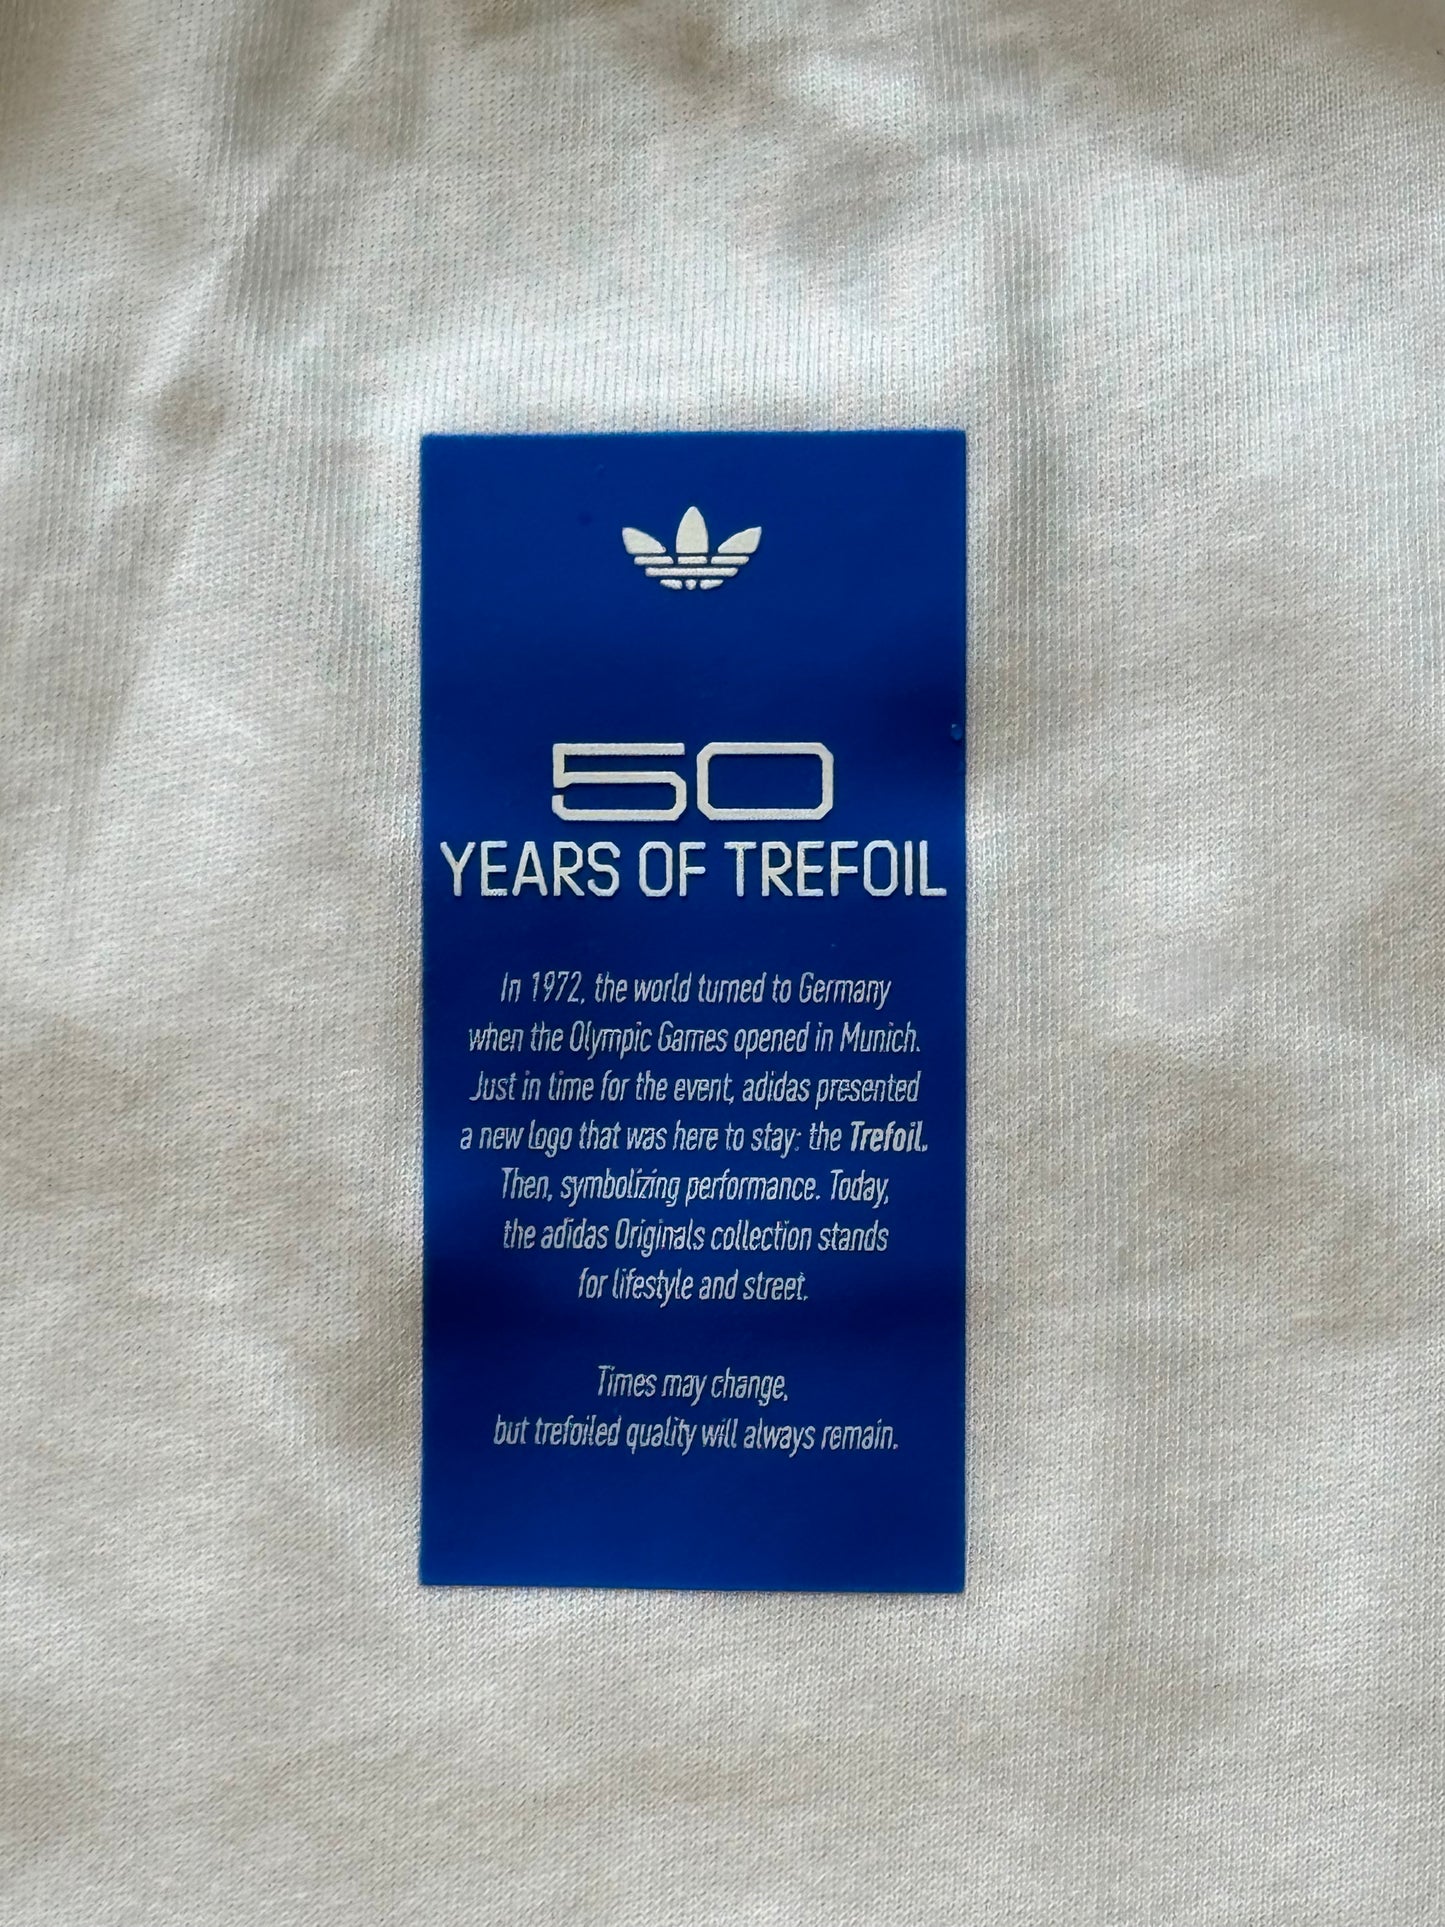 50
YEARS OF TREFOIL
In 1972, the world turned to Germany
when the Olympic Games opened in Munich.
Just in time for the event, adidas presented
a new logo that was here to stay: the Trefoil.
Then, symbolizing performance. Today,
the adidas Originals collection stands
for lifestyle and street.
Times may change,
but trefoiled quality will always remain.